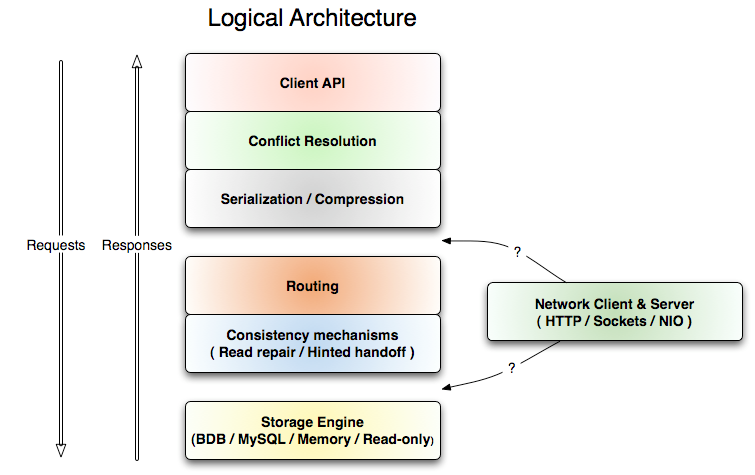 Logical Architecture
Client API
Conflict Resolution
Serialization / Compression
Requests
Responses
?
Routing
Network Client & Server
( HTTP / Sockets / NIO )
Consistency mechanisms
( Read repair / Hinted handoff )
?
Storage Engine
(BDB / MySQL / Memory / Read-only)